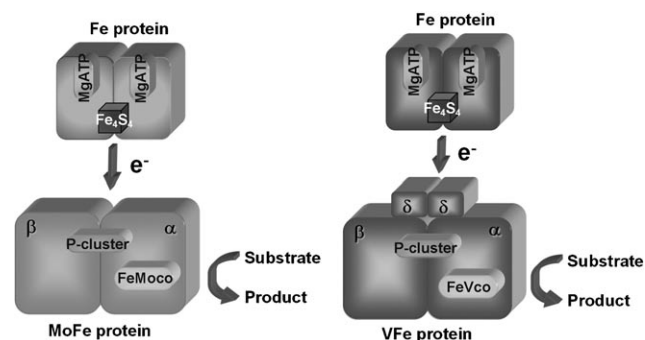 Fe protein
MgATP
MgATP
Fe₄S₄
e⁻
β
α
P-cluster
FeMoco
Substrate
Product
MoFe protein
Fe protein
MgATP
MgATP
Fe₄S₄
e⁻
δ
δ
β
α
P-cluster
FeVco
Substrate
Product
VFe protein